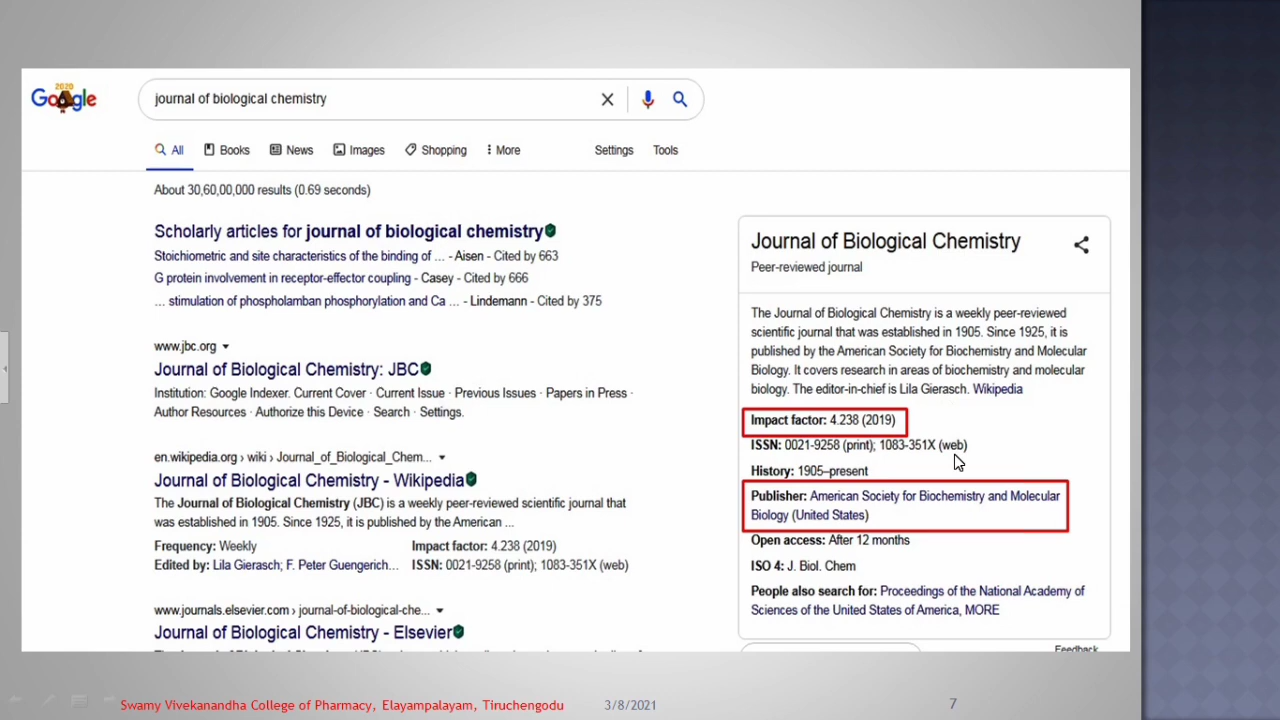 2020
Google
journal of biological chemistry
All Books News Images Shopping More Settings Tools
About 30,60,00,000 results (0.69 seconds)
Scholarly articles for journal of biological chemistry
Stoichiometric and site characteristics of the binding of ... - Aisen - Cited by 663
G protein involvement in receptor-effector coupling - Casey - Cited by 666
... stimulation of phospholamban phosphorylation and Ca ... - Lindemann - Cited by 375
www.jbc.org
Journal of Biological Chemistry: JBC
Institution: Google Indexer. Current Cover · Current Issue · Previous Issues · Papers in Press ·
Author Resources · Authorize this Device · Search · Settings.
en.wikipedia.org › wiki › Journal_of_Biological_Chem...
Journal of Biological Chemistry - Wikipedia
The Journal of Biological Chemistry (JBC) is a weekly peer-reviewed scientific journal that
was established in 1905. Since 1925, it is published by the American ...
Frequency: Weekly Impact factor: 4.238 (2019)
Edited by: Lila Gierasch; F. Peter Guengerich... ISSN: 0021-9258 (print); 1083-351X (web)
www.journals.elsevier.com › journal-of-biological-che...
Journal of Biological Chemistry - Elsevier
Journal of Biological Chemistry
Peer-reviewed journal
The Journal of Biological Chemistry is a weekly peer-reviewed
scientific journal that was established in 1905. Since 1925, it is
published by the American Society for Biochemistry and Molecular
Biology. It covers research in areas of biochemistry and molecular
biology. The editor-in-chief is Lila Gierasch. Wikipedia
Impact factor: 4.238 (2019)
ISSN: 0021-9258 (print); 1083-351X (web)
History: 1905–present
Publisher: American Society for Biochemistry and Molecular
Biology (United States)
Open access: After 12 months
ISO 4: J. Biol. Chem
People also search for: Proceedings of the National Academy of
Sciences of the United States of America, MORE
Feedback
Swamy Vivekanandha College of Pharmacy, Elayampalayam, Tiruchengodu 3/8/2021 7